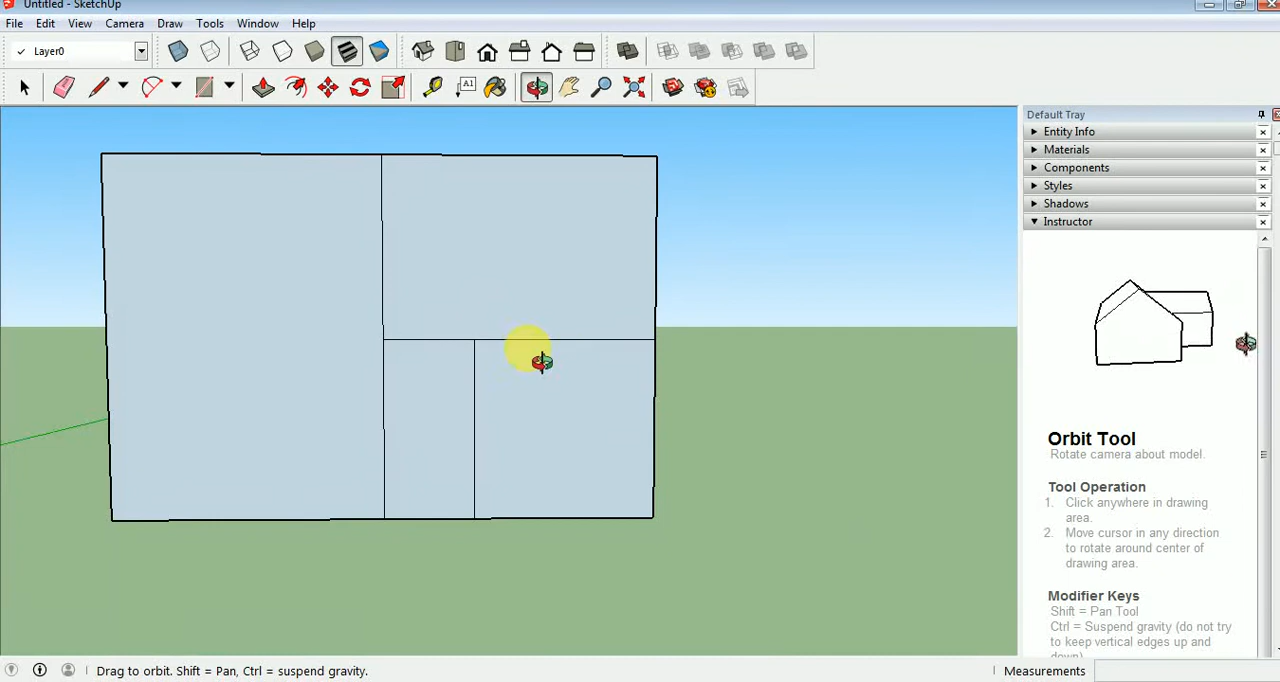 Untitled - SketchUp
File Edit View Camera Draw Tools Window Help
Layer0
A1
Default Tray
Entity Info
Materials
Components
Styles
Shadows
Instructor
Orbit Tool
Rotate camera about model.
Tool Operation
1. Click anywhere in drawing
area.
2. Move cursor in any direction
to rotate around center of
drawing area.
Modifier Keys
Shift = Pan Tool
Ctrl = Suspend gravity (do not try
to keep vertical edges up and
down)
Drag to orbit. Shift = Pan, Ctrl = suspend gravity.
Measurements